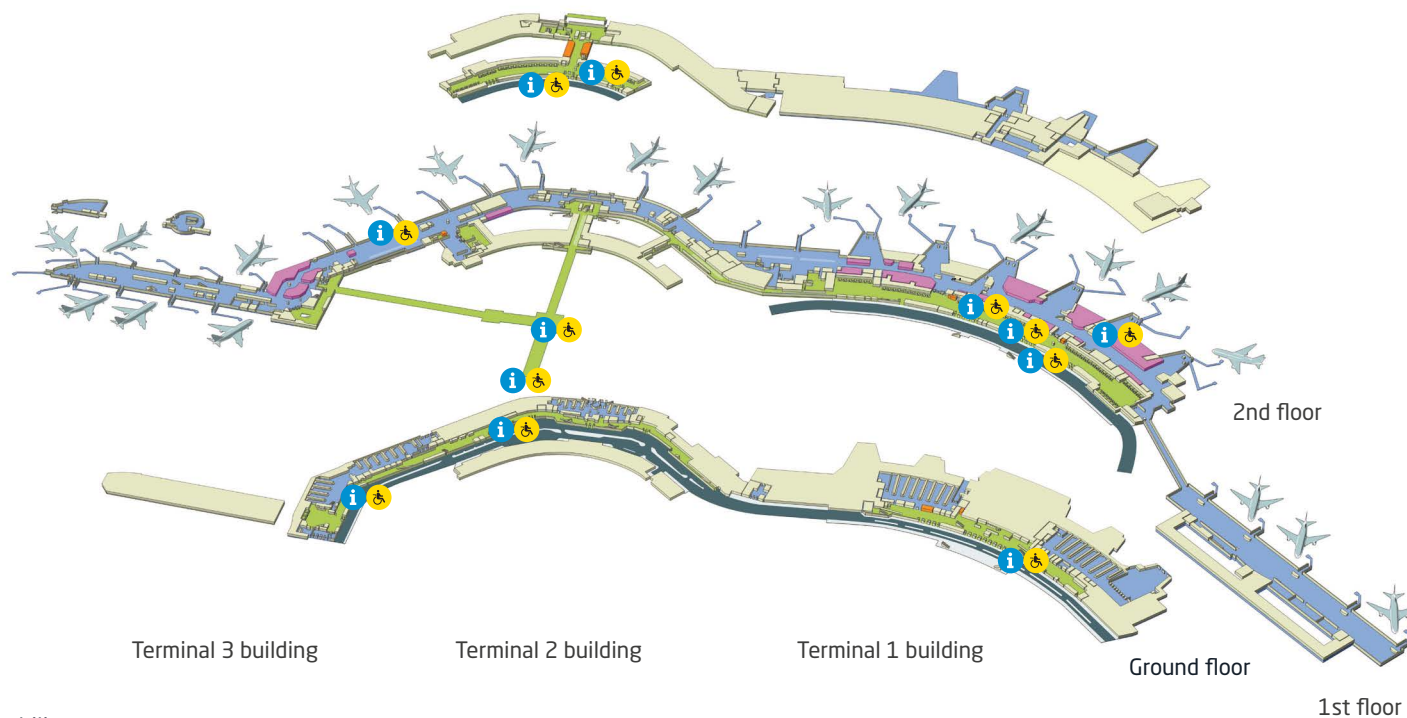 2nd floor
Terminal 3 building
Terminal 2 building
Terminal 1 building
Ground floor
1st floor